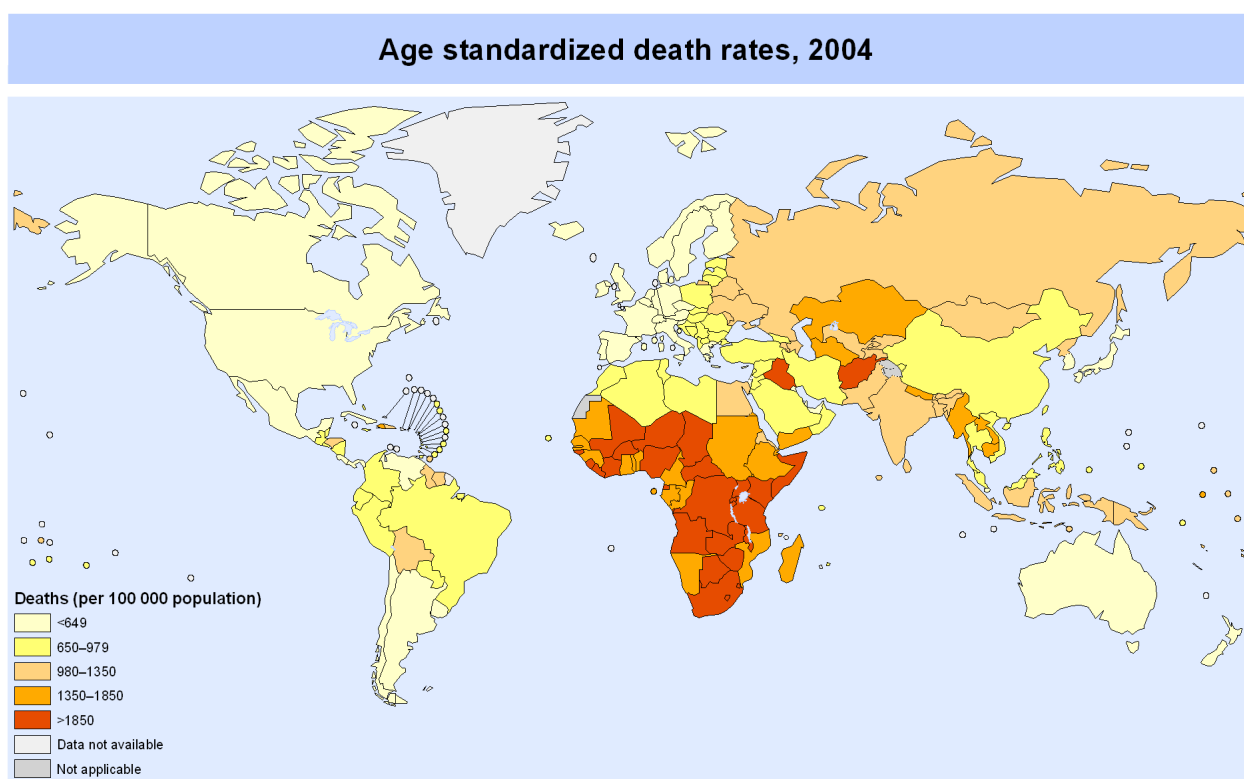 Age standardized death rates, 2004
Deaths (per 100 000 population)
<649
650–979
980–1350
1350–1850
>1850
Data not available
Not applicable